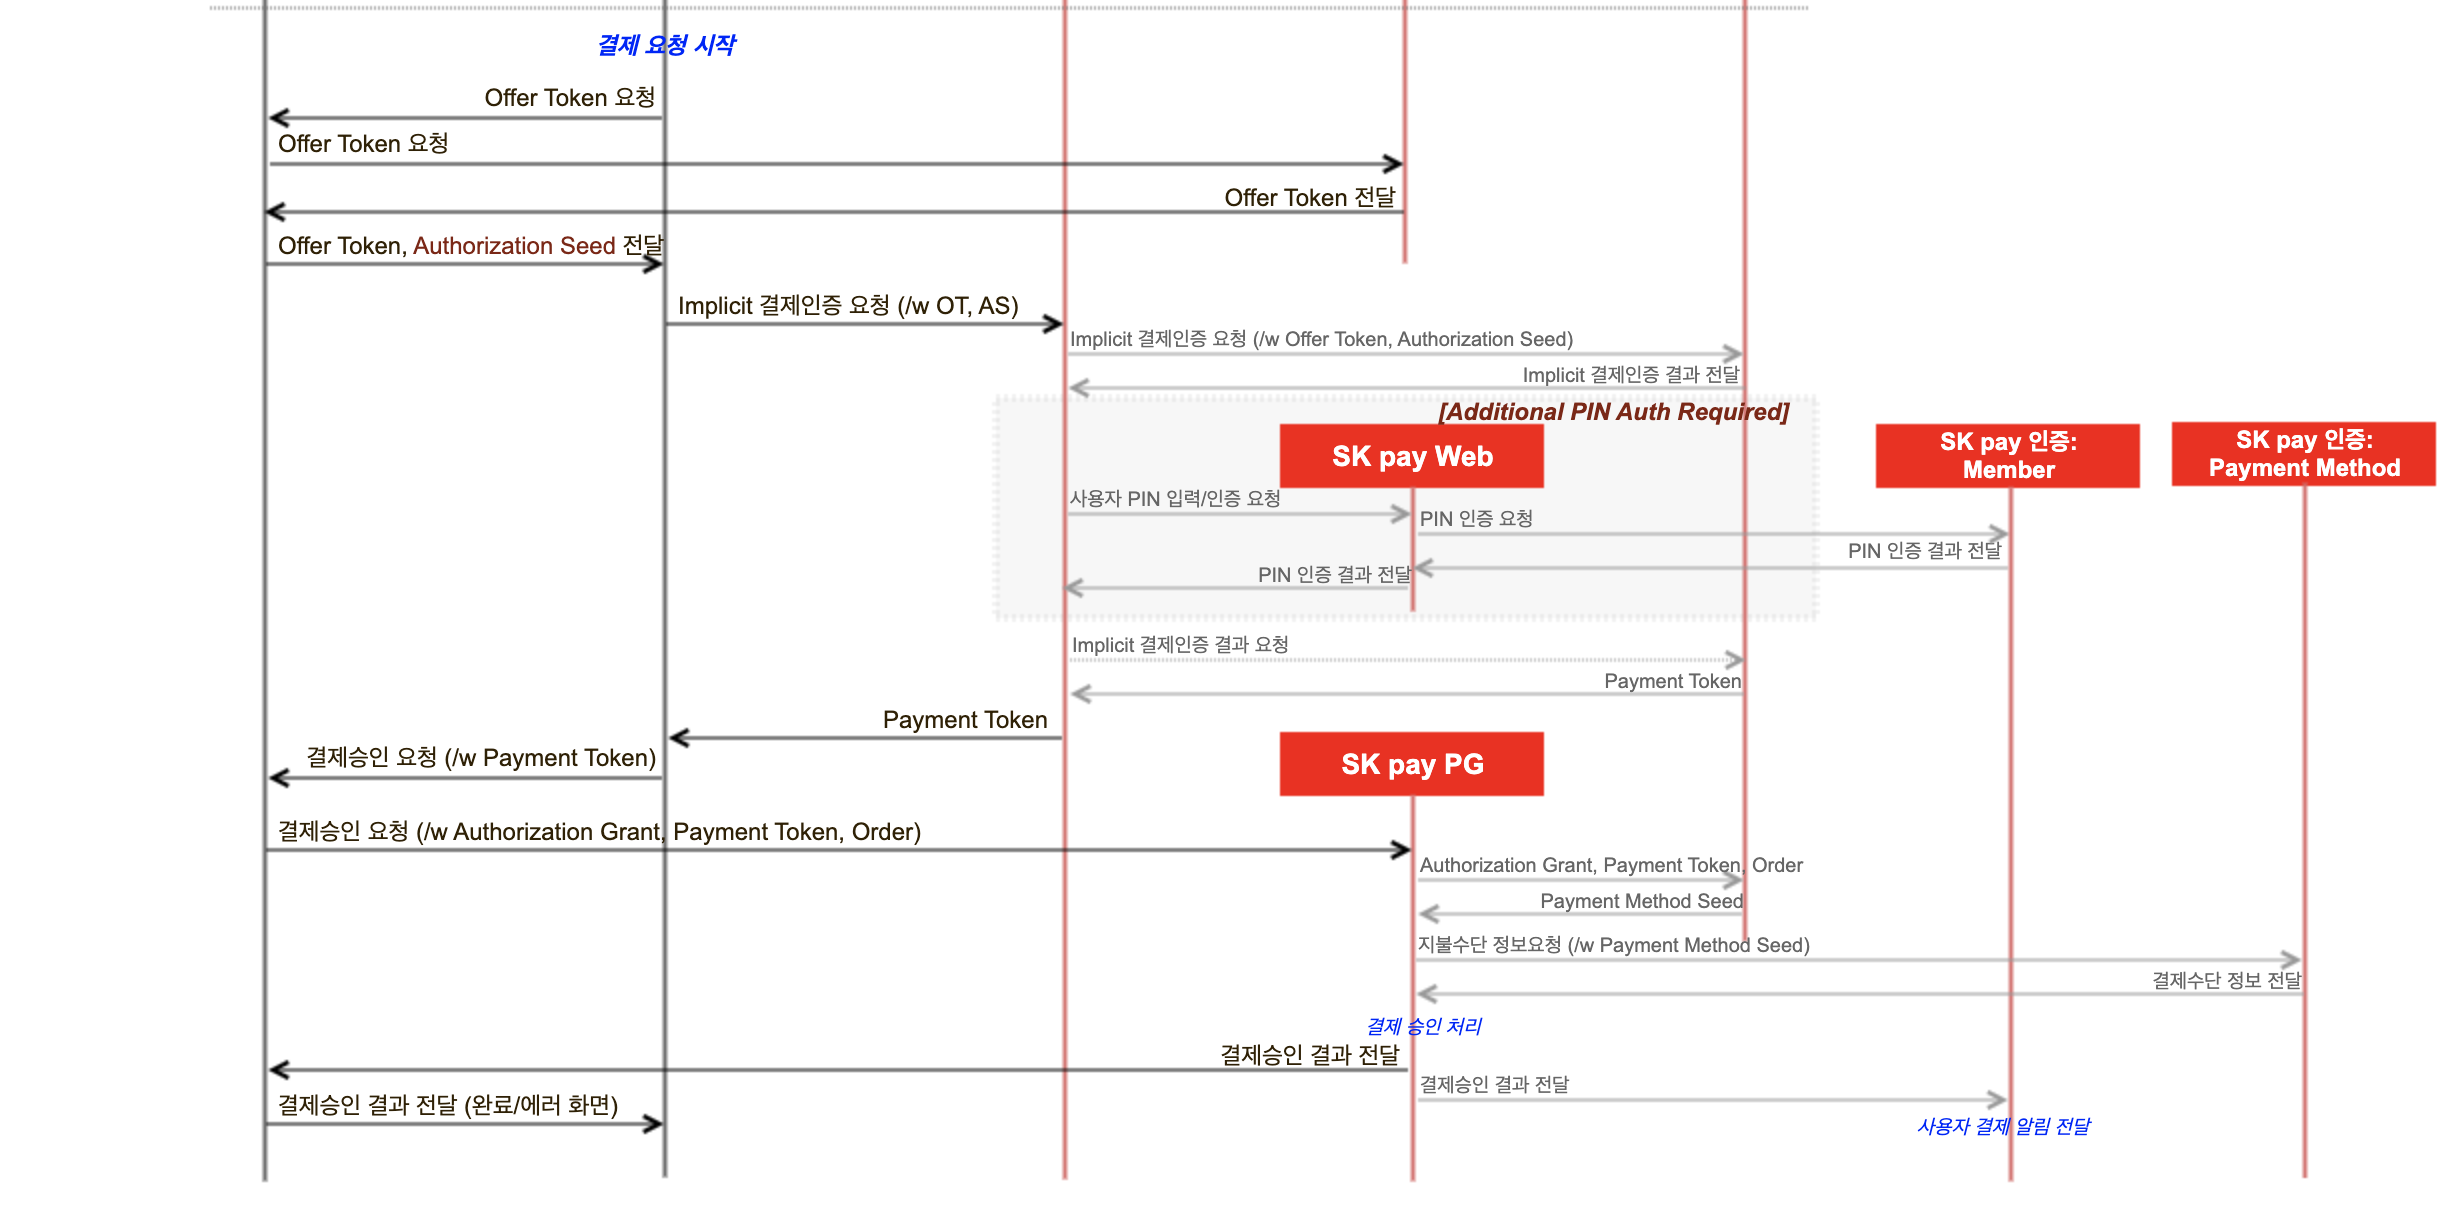 결제 요청 시작
Offer Token 요청
Offer Token 요청
Offer Token 전달
Offer Token, Authorization Seed 전달
Implicit 결제인증 요청 (/w OT, AS)
Implicit 결제인증 요청 (/w Offer Token, Authorization Seed)
Implicit 결제인증 결과 전달
[Additional PIN Auth Required]
SK pay Web
SK pay 인증:
Member
SK pay 인증:
Payment Method
사용자 PIN 입력/인증 요청
PIN 인증 요청
PIN 인증 결과 전달
PIN 인증 결과 전달
Implicit 결제인증 결과 요청
Payment Token
Payment Token
SK pay PG
결제승인 요청 (/w Payment Token)
결제승인 요청 (/w Authorization Grant, Payment Token, Order)
Authorization Grant, Payment Token, Order
Payment Method Seed
지불수단 정보요청 (/w Payment Method Seed)
결제수단 정보 전달
결제 승인 처리
결제승인 결과 전달
결제승인 결과 전달
결제승인 결과 전달 (완료/에러 화면)
사용자 결제 알림 전달